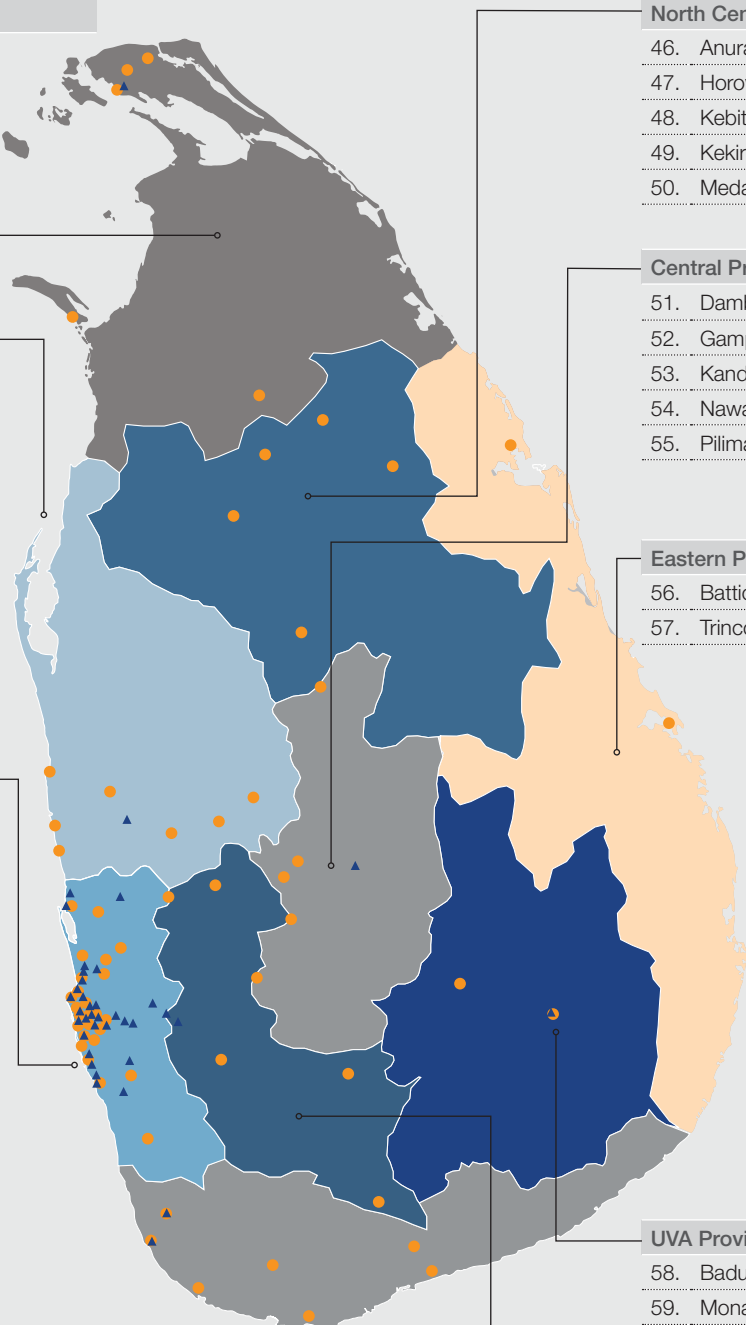 North Cen
46. Anura
47. Horov
48. Kebit
49. Kekir
50. Meda
Central Pr
51. Damb
52. Gamp
53. Kand
54. Nawa
55. Pilima
Eastern P
56. Battic
57. Trinco
UVA Provi
58. Badu
59. Mona